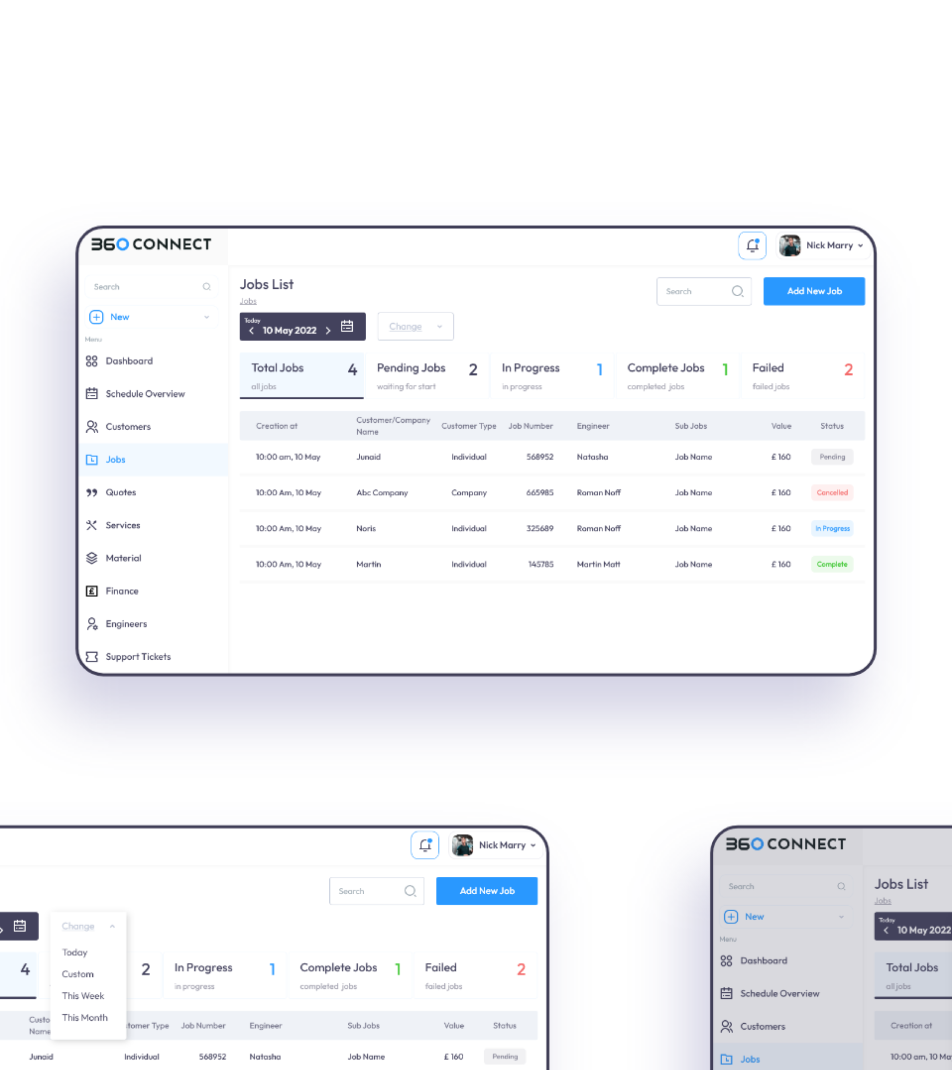 360 CONNECT
Nick Marry
Search
Jobs List
Jobs
Search
Add New Job
New
Today
10 May 2022
Change
Menu
Dashboard
Schedule Overview
Customers
Jobs
Quotes
Services
Material
Finance
Engineers
Support Tickets
Total Jobs 4
all jobs
Pending Jobs 2
waiting for start
In Progress 1
in progress
Complete Jobs 1
completed jobs
Failed 2
failed jobs
Creation at Customer/Company Name Customer Type Job Number Engineer Sub Jobs Value Status
10:00 am, 10 May Junaid Individual 568952 Natasha Job Name £ 160 Pending
10:00 Am, 10 May Abc Company Company 665985 Roman Noff Job Name £ 160 Cancelled
10:00 Am, 10 May Noris Individual 325689 Roman Noff Job Name £ 160 In Progress
10:00 Am, 10 May Martin Individual 145785 Martin Matt Job Name £ 160 Complete
Nick Marry
Search
Add New Job
Change
Today
Custom
This Week
This Month
4
2
In Progress 1
in progress
Complete Jobs 1
completed jobs
Failed 2
failed jobs
Custo
Name
tomer Type Job Number Engineer Sub Jobs Value Status
Junaid Individual 568952 Natasha Job Name £ 160 Pending
360 CONNECT
Search
Jobs List
Jobs
New
Today
10 May 2022
Menu
Dashboard
Schedule Overview
Customers
Jobs
Total Jobs
all jobs
Creation at
10:00 am, 10 Ma